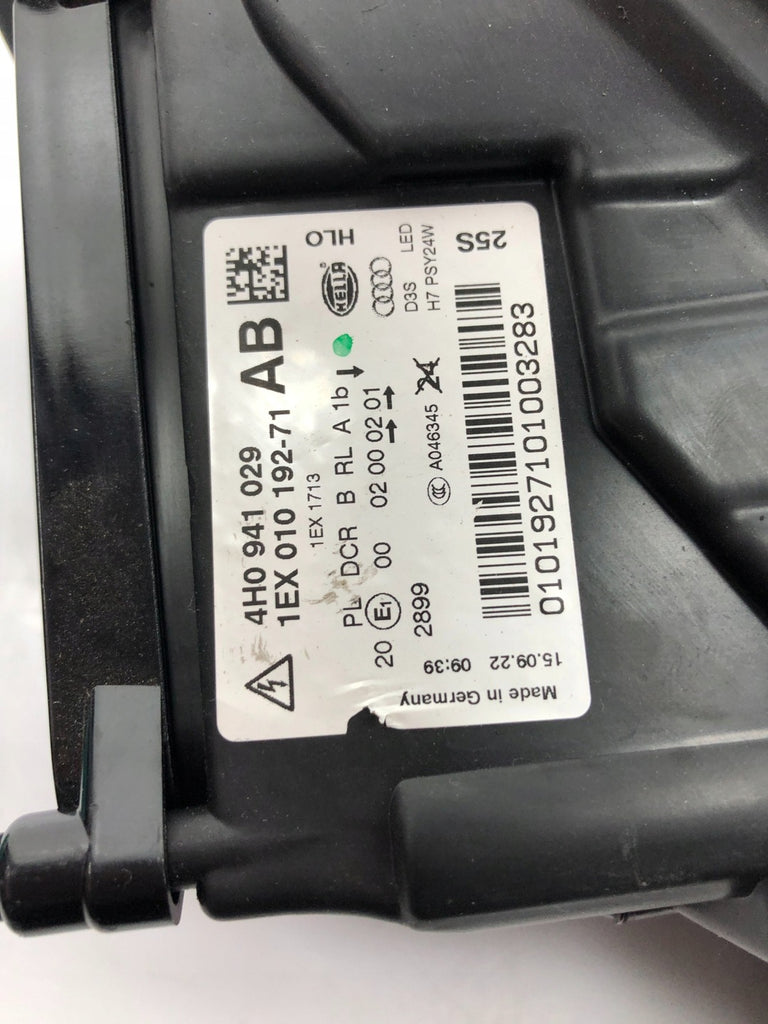 4H0 941 029
1EX 010 192-71 AB
1EX 1713
PL DCR B RL A 1b
20 E1 00 02 00 02 01
2899
A046345 24
HELLA
D3S LED
H7 PSY24W
HLO
25S
0101927101003283
15.09.22 09:39
Made in Germany